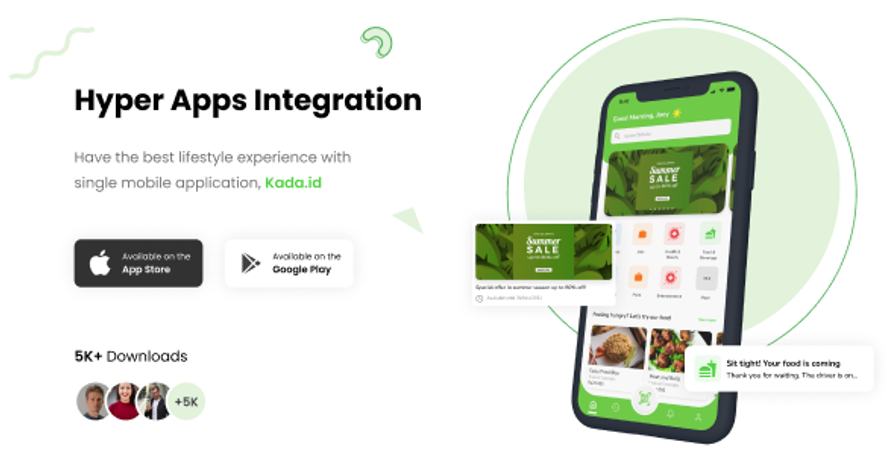 Hyper Apps Integration
Have the best lifestyle experience with
single mobile application, Kada.id
Available on the
App Store
Available on the
Google Play
5K+ Downloads
+5K
Good Morning,
Summer
SALE
Summer
SALE
Special offer in summer season up to 80% off!
Feeling hungry? Let's try our food
Sit tight! Your food is coming
Thank you for waiting. The driver is on...